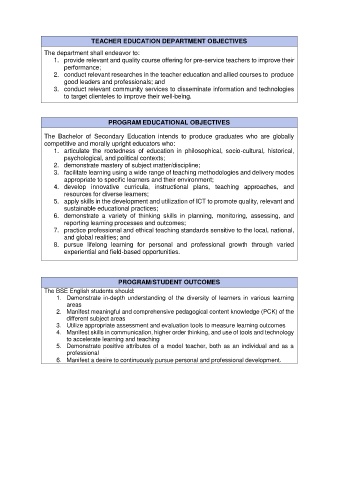 TEACHER EDUCATION DEPARTMENT OBJECTIVES
The department shall endeavor to:
1. provide relevant and quality course offering for pre-service teachers to improve their
performance;
2. conduct relevant researches in the teacher education and allied courses to produce
good leaders and professionals; and
3. conduct relevant community services to disseminate information and technologies
to target clienteles to improve their well-being.
PROGRAM EDUCATIONAL OBJECTIVES
The Bachelor of Secondary Education intends to produce graduates who are globally
competitive and morally upright educators who:
1. articulate the rootedness of education in philosophical, socio-cultural, historical,
psychological, and political contexts;
2. demonstrate mastery of subject matter/discipline;
3. facilitate learning using a wide range of teaching methodologies and delivery modes
appropriate to specific learners and their environment;
4. develop innovative curricula, instructional plans, teaching approaches, and
resources for diverse learners;
5. apply skills in the development and utilization of ICT to promote quality, relevant and
sustainable educational practices;
6. demonstrate a variety of thinking skills in planning, monitoring, assessing, and
reporting learning processes and outcomes;
7. practice professional and ethical teaching standards sensitive to the local, national,
and global realities; and
8. pursue lifelong learning for personal and professional growth through varied
experiential and field-based opportunities.
PROGRAM/STUDENT OUTCOMES
The BSE English students should:
1. Demonstrate in-depth understanding of the diversity of learners in various learning
areas
2. Manifest meaningful and comprehensive pedagogical content knowledge (PCK) of the
different subject areas
3. Utilize appropriate assessment and evaluation tools to measure learning outcomes
4. Manifest skills in communication, higher order thinking, and use of tools and technology
to accelerate learning and teaching
5. Demonstrate positive attributes of a model teacher, both as an individual and as a
professional
6. Manifest a desire to continuously pursue personal and professional development.